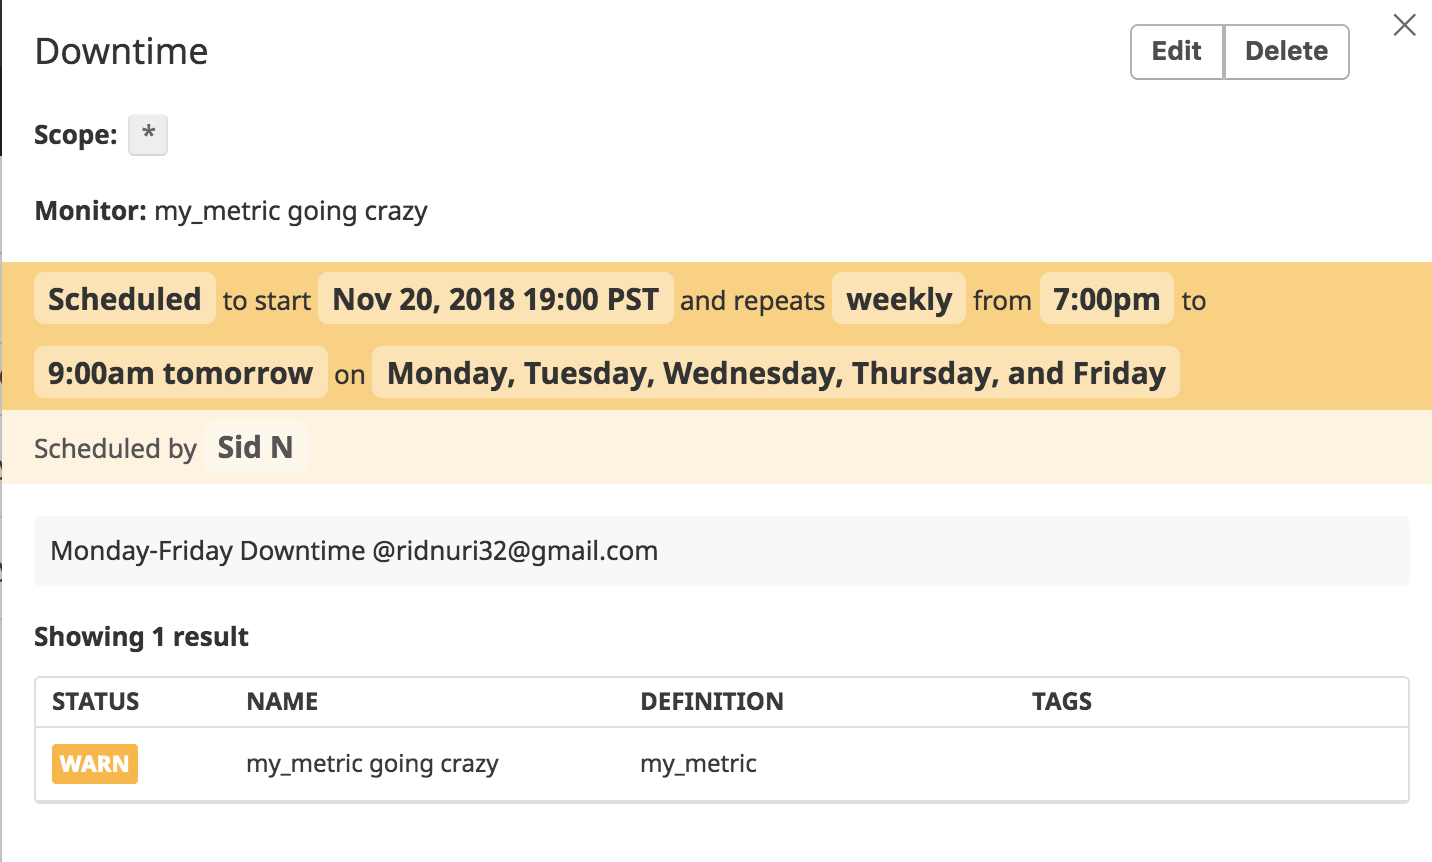 Downtime
Edit Delete
Scope: *
Monitor: my_metric going crazy
Scheduled to start Nov 20, 2018 19:00 PST and repeats weekly from 7:00pm to
9:00am tomorrow on Monday, Tuesday, Wednesday, Thursday, and Friday
Scheduled by Sid N
Monday-Friday Downtime @ridnuri32@gmail.com
Showing 1 result
STATUS NAME DEFINITION TAGS
WARN my_metric going crazy my_metric